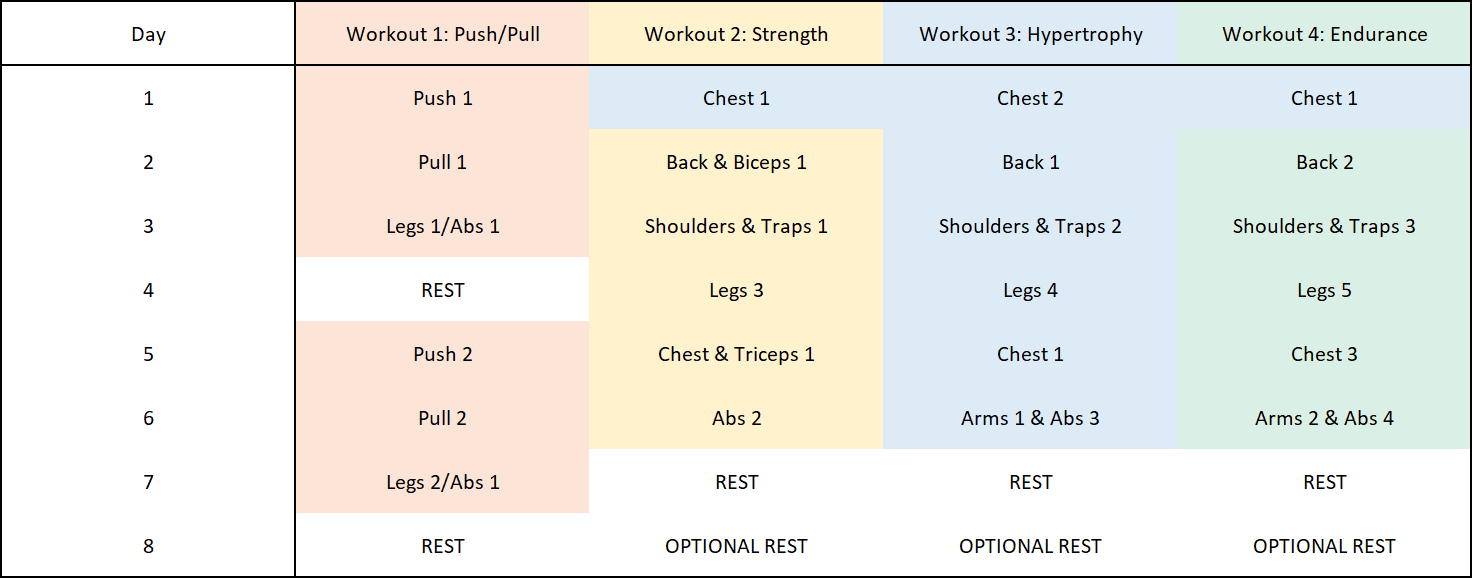 Day Workout 1: Push/Pull Workout 2: Strength Workout 3: Hypertrophy Workout 4: Endurance
1 Push 1 Chest 1 Chest 2 Chest 1
2 Pull 1 Back & Biceps 1 Back 1 Back 2
3 Legs 1/Abs 1 Shoulders & Traps 1 Shoulders & Traps 2 Shoulders & Traps 3
4 REST Legs 3 Legs 4 Legs 5
5 Push 2 Chest & Triceps 1 Chest 1 Chest 3
6 Pull 2 Abs 2 Arms 1 & Abs 3 Arms 2 & Abs 4
7 Legs 2/Abs 1 REST REST REST
8 REST OPTIONAL REST OPTIONAL REST OPTIONAL REST